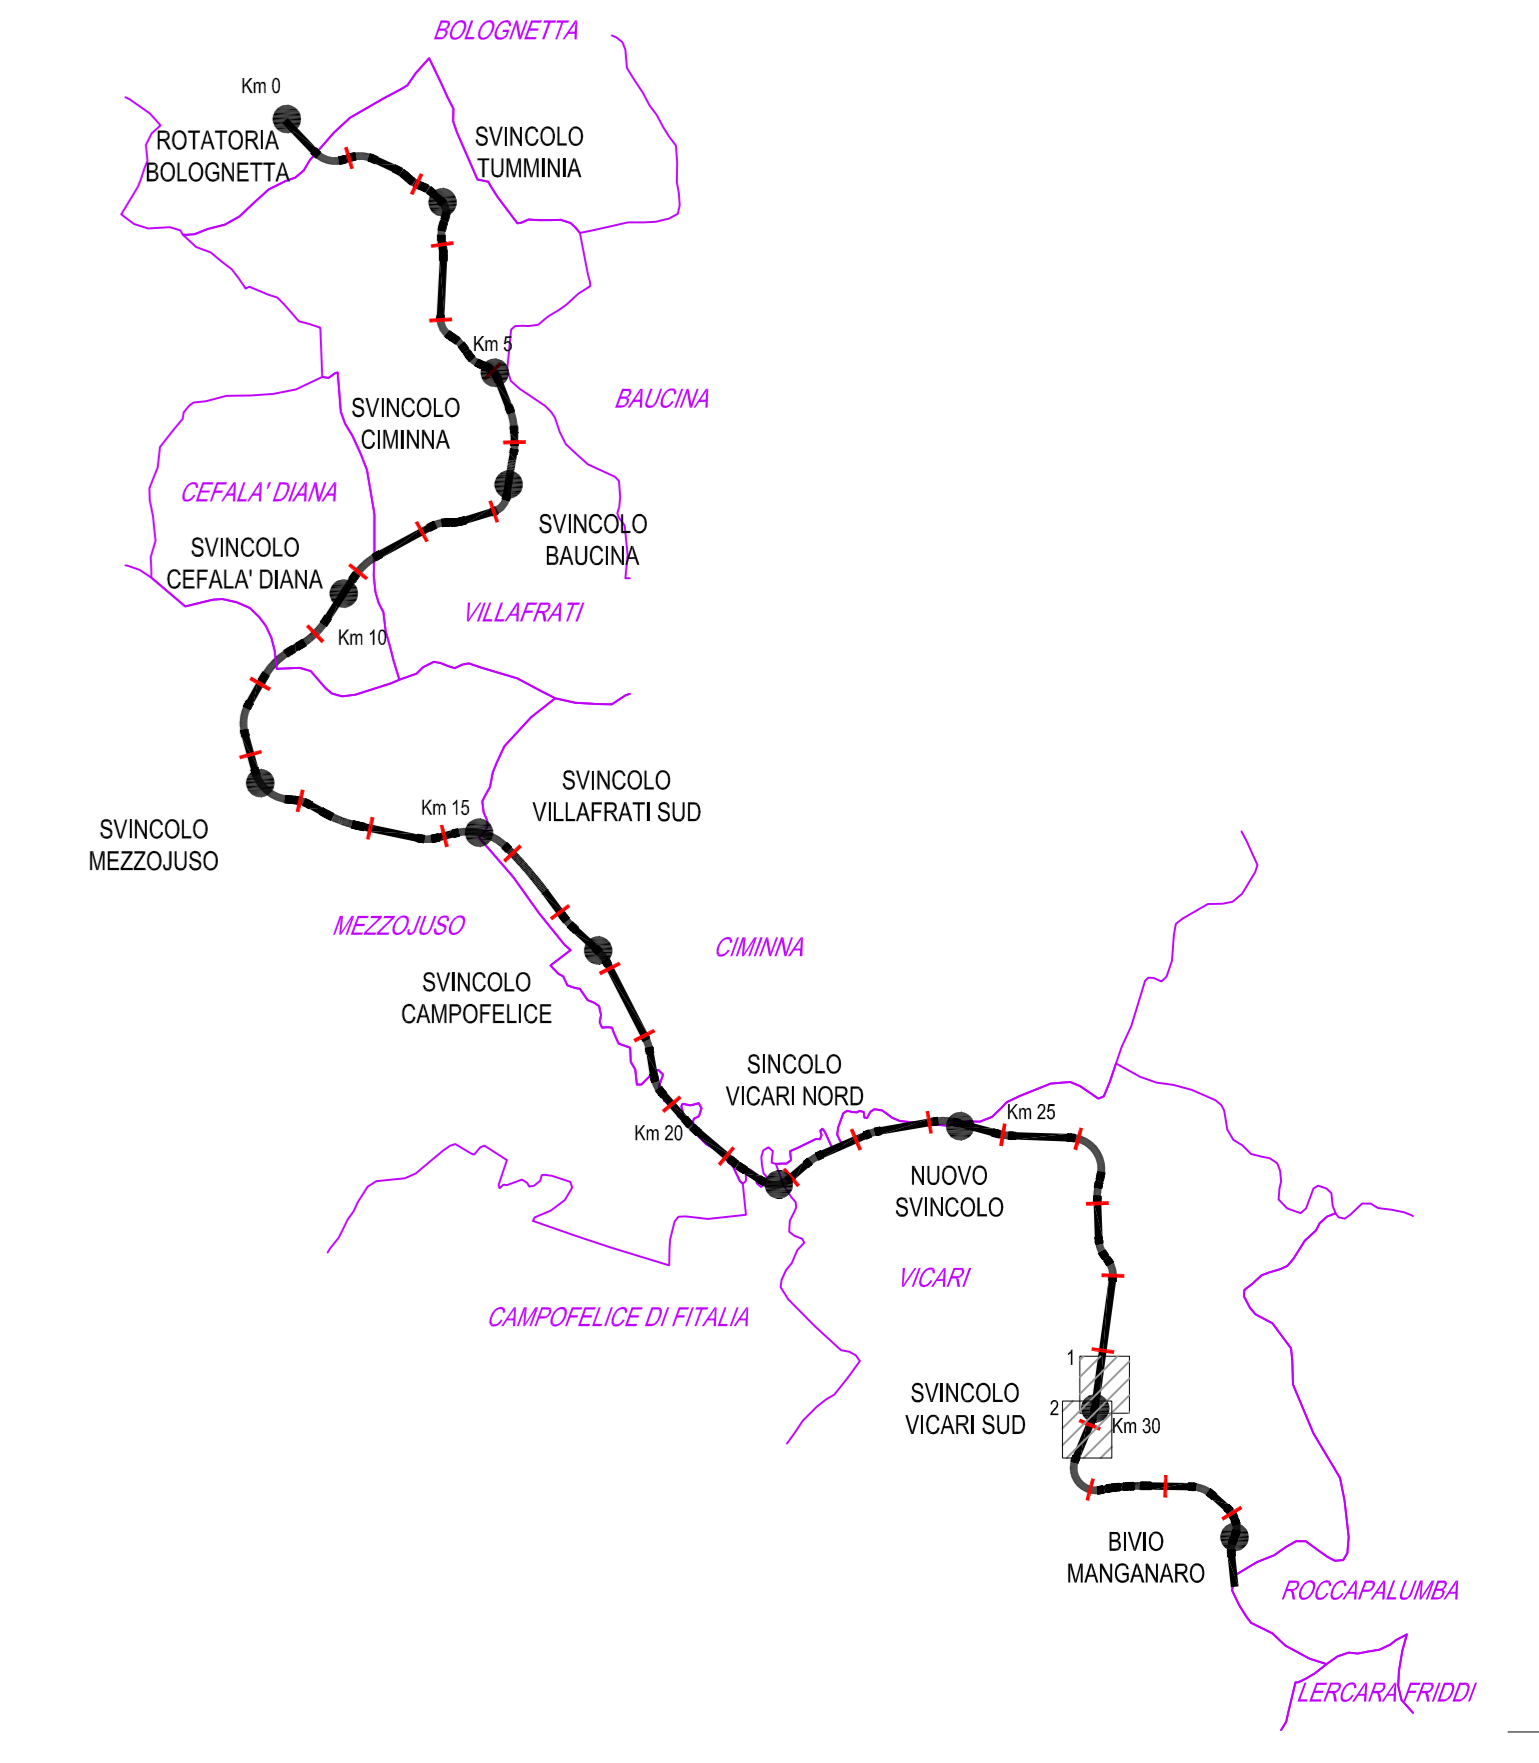 BOLOGNETTA
Km 0
ROTATORIA
BOLOGNETTA
SVINCOLO
TUMMINIA
Km 5
BAUCINA
SVINCOLO
CIMINNA
CEFALA' DIANA
SVINCOLO
BAUCINA
SVINCOLO
CEFALA' DIANA
VILLAFRATI
Km 10
SVINCOLO
VILLAFRATI SUD
Km 15
SVINCOLO
MEZZOJUSO
MEZZOJUSO
CIMINNA
SVINCOLO
CAMPOFELICE
SINCOLO
VICARI NORD
Km 20
Km 25
NUOVO
SVINCOLO
VICARI
CAMPOFELICE DI FITALIA
1
SVINCOLO
VICARI SUD
2
Km 30
BIVIO
MANGANARO
ROCCAPALUMBA
LERCARA FRIDDI